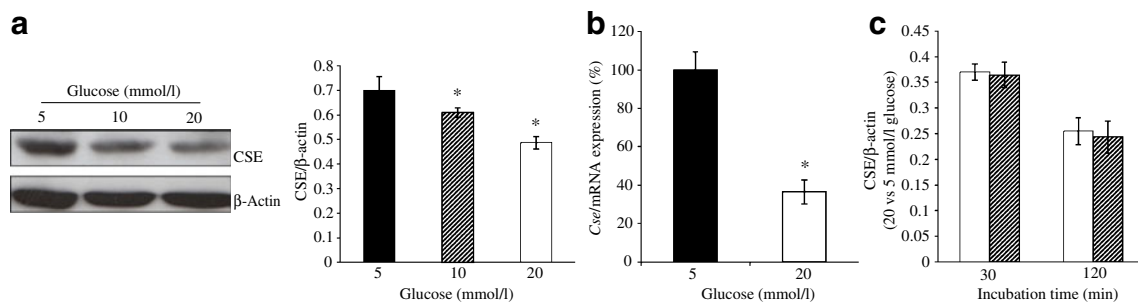 a
Glucose (mmol/l)
5 10 20
CSE
β-Actin
CSE/β-actin
0.8
0.7
0.6
0.5
0.4
0.3
0.2
0.1
0
*
*
5 10 20
Glucose (mmol/l)
b
Cse/mRNA expression (%)
120
100
80
60
40
20
0
*
5 20
Glucose (mmol/l)
c
CSE/β-actin
(20 vs 5 mmol/l glucose)
0.45
0.4
0.35
0.3
0.25
0.2
0.15
0.1
0.05
0
30 120
Incubation time (min)